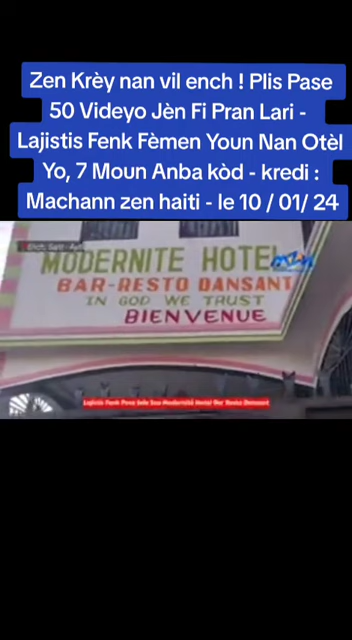 Zen Krèy nan vil ench ! Plis Pase
50 Videyo Jèn Fi Pran Lari -
Lajistis Fenk Fèmen Youn Nan Otèl
Yo, 7 Moun Anba kòd - kredi :
Machann zen haiti - le 10 / 01/ 24
MODERNITE HOTEL
BAR-RESTO DANSANT
IN GOD WE TRUST
BIENVENUE